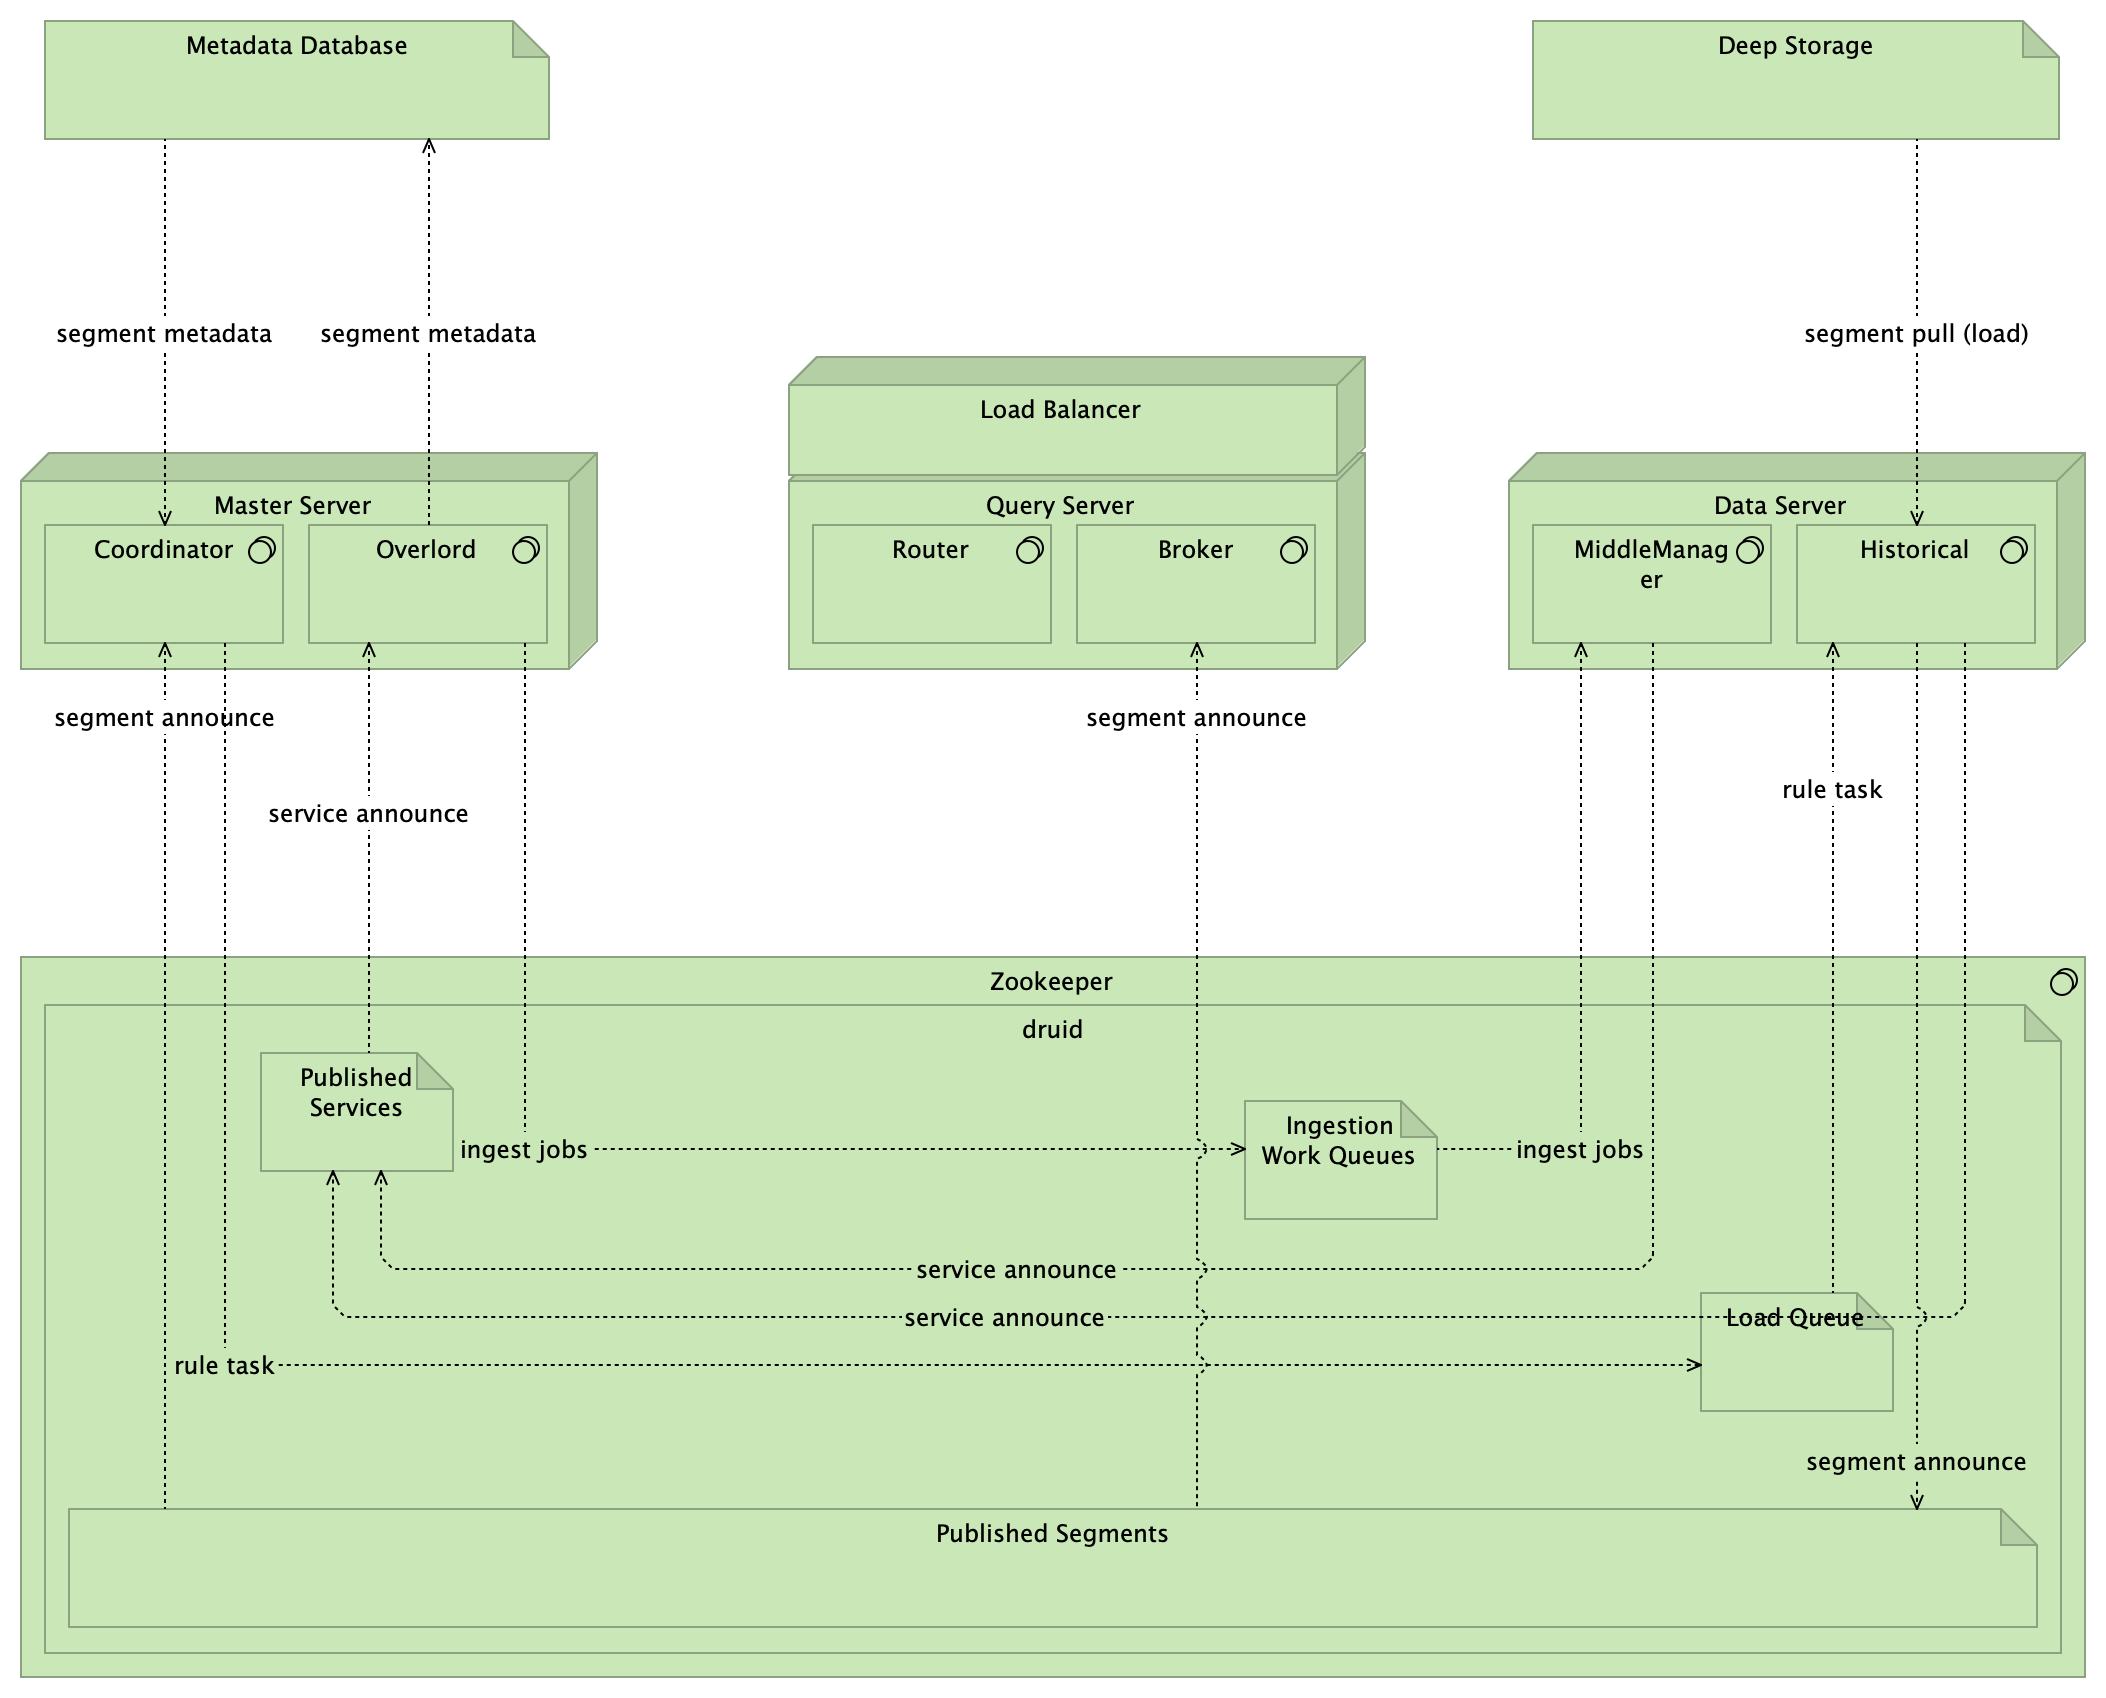 Metadata Database
Deep Storage
segment metadata
segment metadata
segment pull (load)
Load Balancer
Master Server
Query Server
Data Server
Coordinator
Overlord
Router
Broker
MiddleManag
er
Historical
segment announce
segment announce
rule task
service announce
Zookeeper
druid
Published
Services
Ingestion
Work Queues
ingest jobs
ingest jobs
service announce
service announce
Load Queue
rule task
segment announce
Published Segments